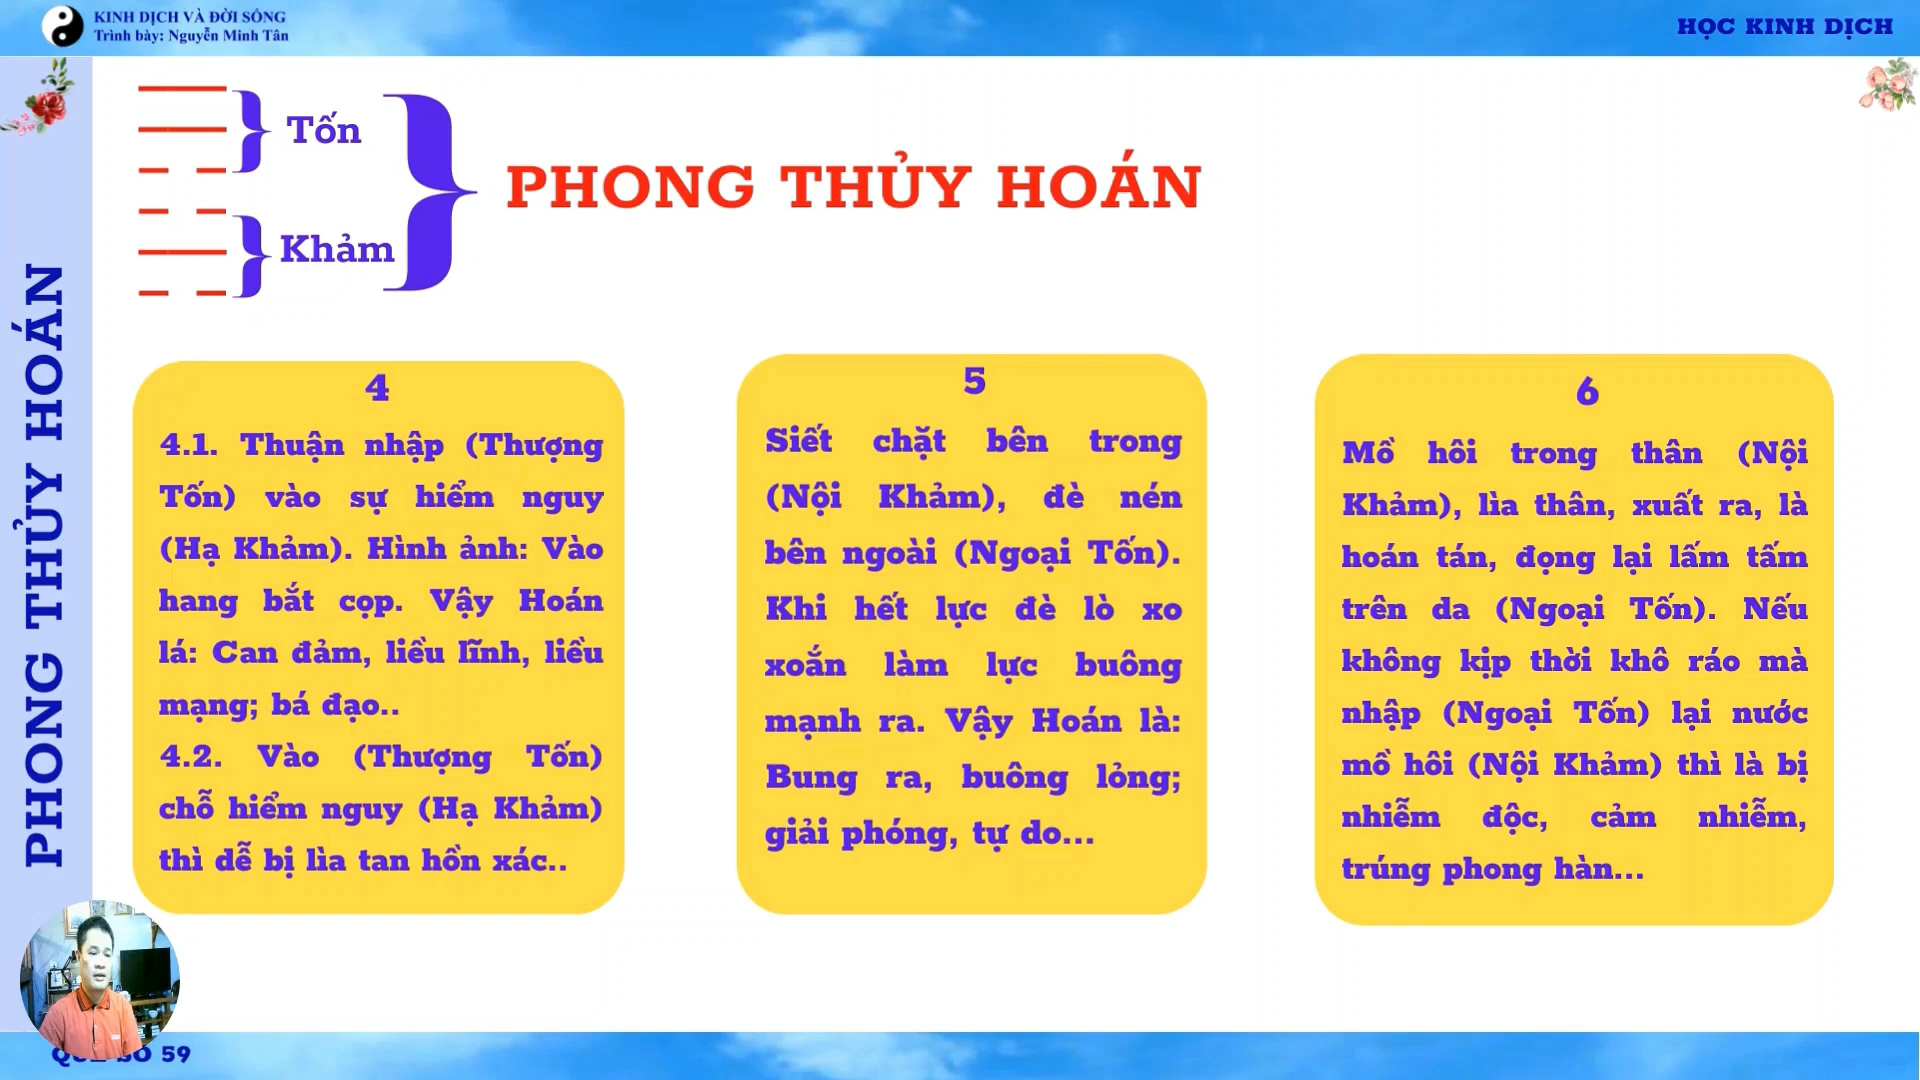 KINH DỊCH VÀ ĐỜI SỐNG
Trình bày: Nguyễn Minh Tân
HỌC KINH DỊCH
Tốn
Khảm
PHONG THỦY HOÁN
PHONG THỦY HOÁN
4
4.1. Thuận nhập (Thượng
Tốn) vào sự hiểm nguy
(Hạ Khảm). Hình ảnh: Vào
hang bắt cọp. Vậy Hoán
lá: Can đảm, liều lĩnh, liều
mạng; bá đạo..
4.2. Vào (Thượng Tốn)
chỗ hiểm nguy (Hạ Khảm)
thì dễ bị lìa tan hồn xác..
5
Siết chặt bên trong
(Nội Khảm), đè nén
bên ngoài (Ngoại Tốn).
Khi hết lực đè lò xo
xoắn làm lực buông
mạnh ra. Vậy Hoán là:
Bung ra, buông lỏng;
giải phóng, tự do...
6
Mồ hôi trong thân (Nội
Khảm), lìa thân, xuất ra, là
hoán tán, đọng lại lấm tấm
trên da (Ngoại Tốn). Nếu
không kịp thời khô ráo mà
nhập (Ngoại Tốn) lại nước
mồ hôi (Nội Khảm) thì là bị
nhiễm độc, cảm nhiễm,
trúng phong hàn...
59